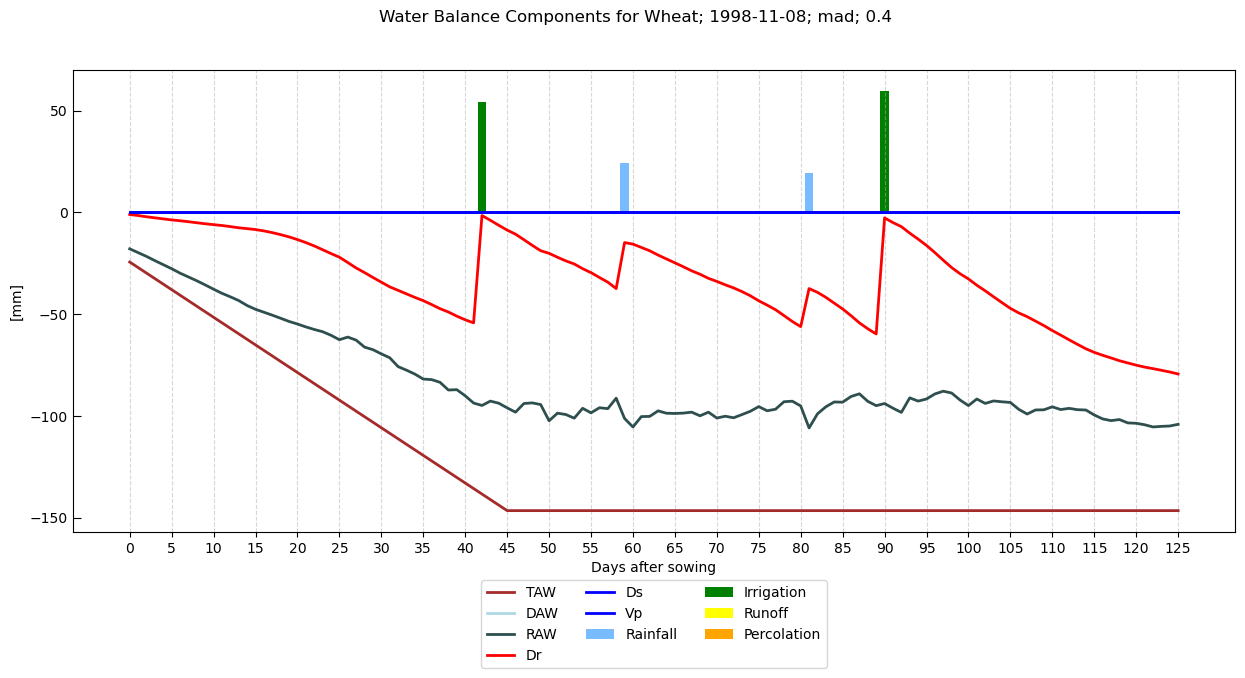 Water Balance Components for Wheat; 1998-11-08; mad; 0.4
50
0
−50
−100
−150
[mm]
0 5 10 15 20 25 30 35 40 45 50 55 60 65 70 75 80 85 90 95 100 105 110 115 120 125
Days after sowing
TAW Ds Irrigation
DAW Vp Runoff
RAW Rainfall Percolation
Dr